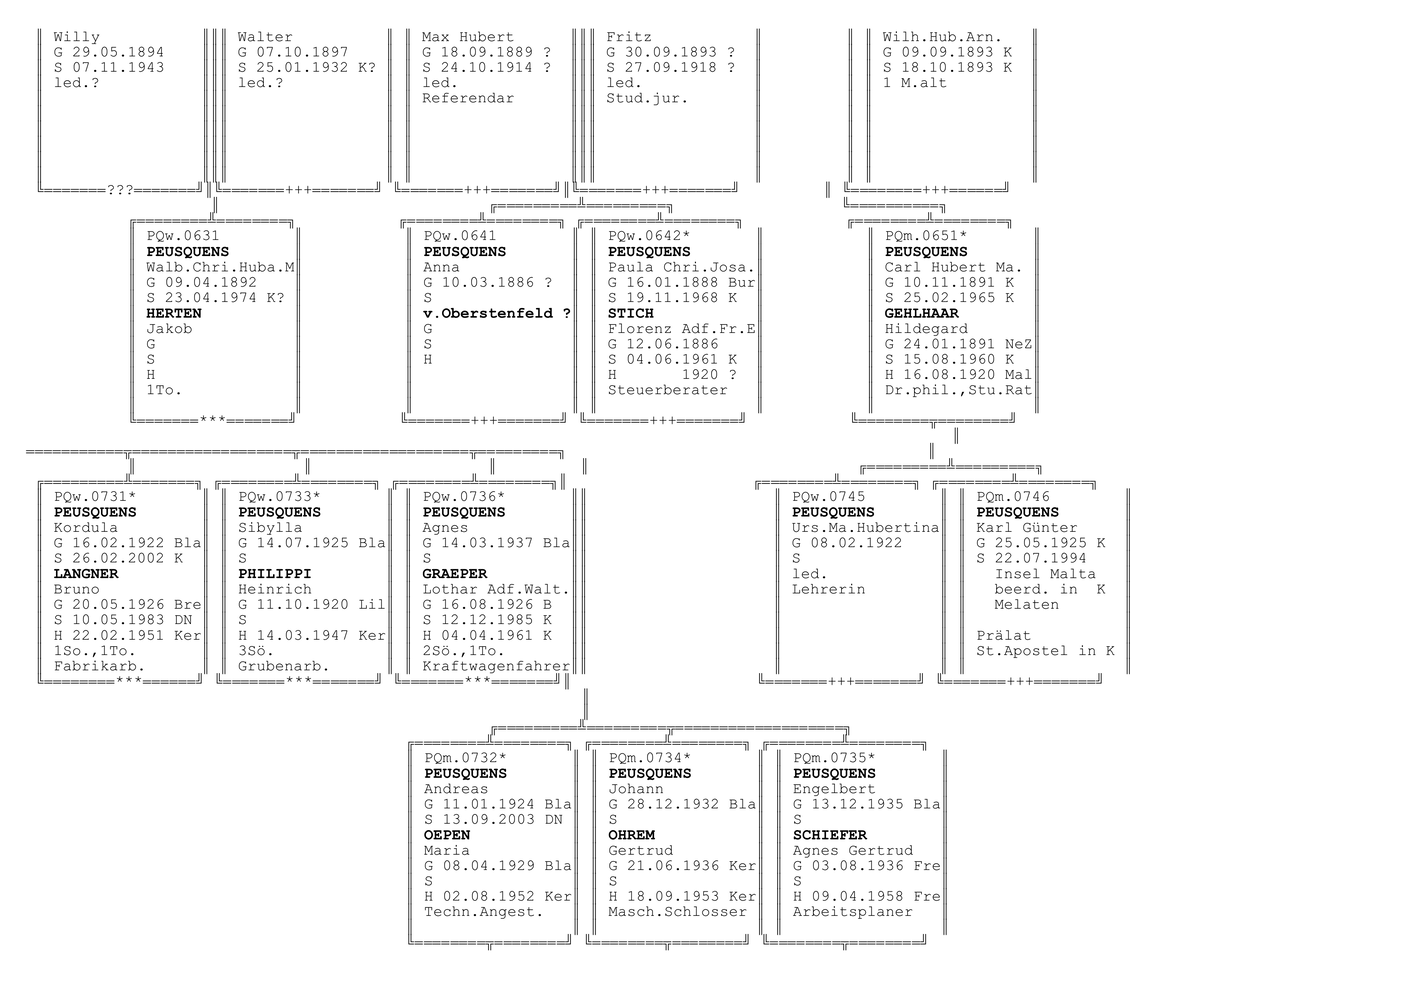 Willy
G 29.05.1894
S 07.11.1943
led.?
???
Walter
G 07.10.1897
S 25.01.1932 K?
led.?
+++
Max Hubert
G 18.09.1889 ?
S 24.10.1914 ?
led.
Referendar
+++
Fritz
G 30.09.1893 ?
S 27.09.1918 ?
led.
Stud.jur.
+++
Wilh.Hub.Arn.
G 09.09.1893 K
S 18.10.1893 K
1 M.alt
+++
PQw.0631
PEUSQUENS
Walb.Chri.Huba.M
G 09.04.1892
S 23.04.1974 K?
HERTEN
Jakob
G
S
H
1To.
***
PQw.0641
PEUSQUENS
Anna
G 10.03.1886 ?
S
v.Oberstenfeld ?
G
S
H
+++
PQw.0642*
PEUSQUENS
Paula Chri.Josa.
G 16.01.1888 Bur
S 19.11.1968 K
STICH
Florenz Adf.Fr.E
G 12.06.1886
S 04.06.1961 K
H 1920 ?
Steuerberater
+++
PQm.0651*
PEUSQUENS
Carl Hubert Ma.
G 10.11.1891 K
S 25.02.1965 K
GEHLHAAR
Hildegard
G 24.01.1891 NeZ
S 15.08.1960 K
H 16.08.1920 Mal
Dr.phil.,Stu.Rat
PQw.0731*
PEUSQUENS
Kordula
G 16.02.1922 Bla
S 26.02.2002 K
LANGNER
Bruno
G 20.05.1926 Bre
S 10.05.1983 DN
H 22.02.1951 Ker
1So.,1To.
Fabrikarb.
***
PQw.0733*
PEUSQUENS
Sibylla
G 14.07.1925 Bla
S
PHILIPPI
Heinrich
G 11.10.1920 Lil
S
H 14.03.1947 Ker
3Sö.
Grubenarb.
***
PQw.0736*
PEUSQUENS
Agnes
G 14.03.1937 Bla
S
GRAEPER
Lothar Adf.Walt.
G 16.08.1926 B
S 12.12.1985 K
H 04.04.1961 K
2Sö.,1To.
Kraftwagenfahrer
***
PQw.0745
PEUSQUENS
Urs.Ma.Hubertina
G 08.02.1922
S
led.
Lehrerin
+++
PQm.0746
PEUSQUENS
Karl Günter
G 25.05.1925 K
S 22.07.1994
Insel Malta
beerd. in K
Melaten
Prälat
St.Apostel in K
+++
PQm.0732*
PEUSQUENS
Andreas
G 11.01.1924 Bla
S 13.09.2003 DN
OEPEN
Maria
G 08.04.1929 Bla
S
H 02.08.1952 Ker
Techn.Angest.
PQm.0734*
PEUSQUENS
Johann
G 28.12.1932 Bla
S
OHREM
Gertrud
G 21.06.1936 Ker
S
H 18.09.1953 Ker
Masch.Schlosser
PQm.0735*
PEUSQUENS
Engelbert
G 13.12.1935 Bla
S
SCHIEFER
Agnes Gertrud
G 03.08.1936 Fre
S
H 09.04.1958 Fre
Arbeitsplaner